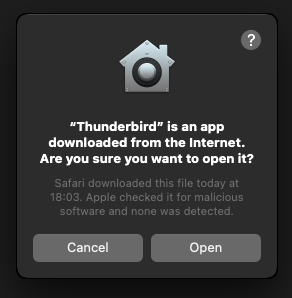 ?
“Thunderbird” is an app
downloaded from the Internet.
Are you sure you want to open it?
Safari downloaded this file today at
18:03. Apple checked it for malicious
software and none was detected.
Cancel
Open